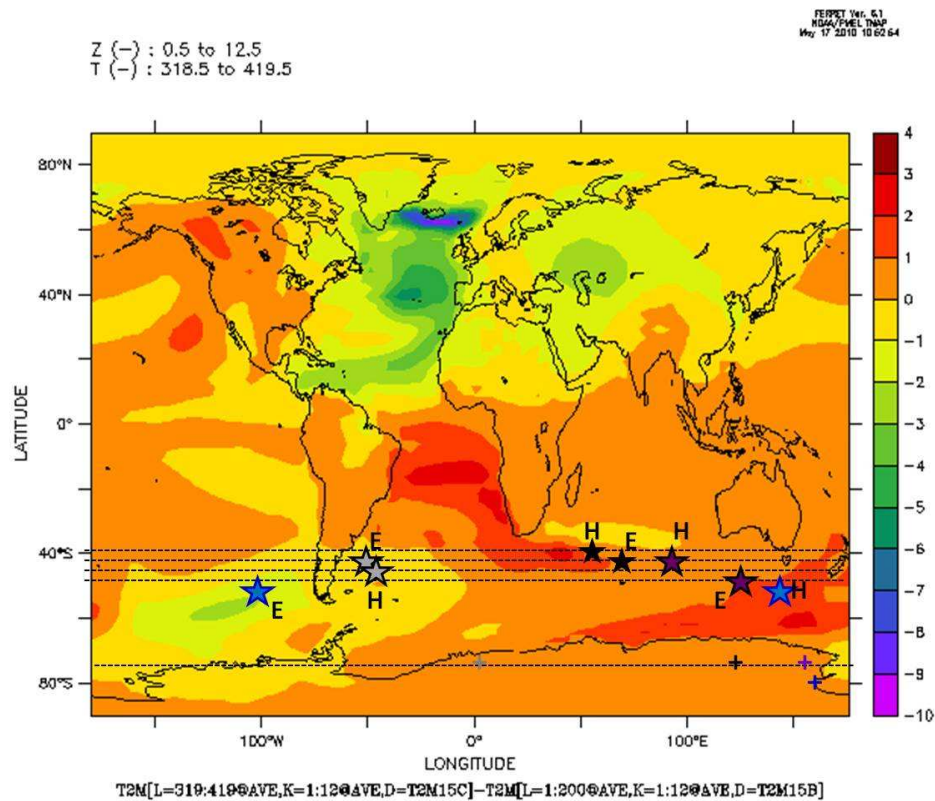 FERRET Ver. 6.1
NOAA/PMEL TMAP
May 17 2010 10:52:54
Z (-) : 0.5 to 12.5
T (-) : 318.5 to 419.5
80°N
40°N
0°
40°S
80°S
LATITUDE
E
H
E
H
H
E
H
E
H
4
3
2
1
0
-1
-2
-3
-4
-5
-6
-7
-8
-9
-10
100°W
0°
100°E
LONGITUDE
T2M[L=319:419@AVE,K=1:12@AVE,D=T2M15C]-T2M[L=1:200@AVE,K=1:12@AVE,D=T2M15B]